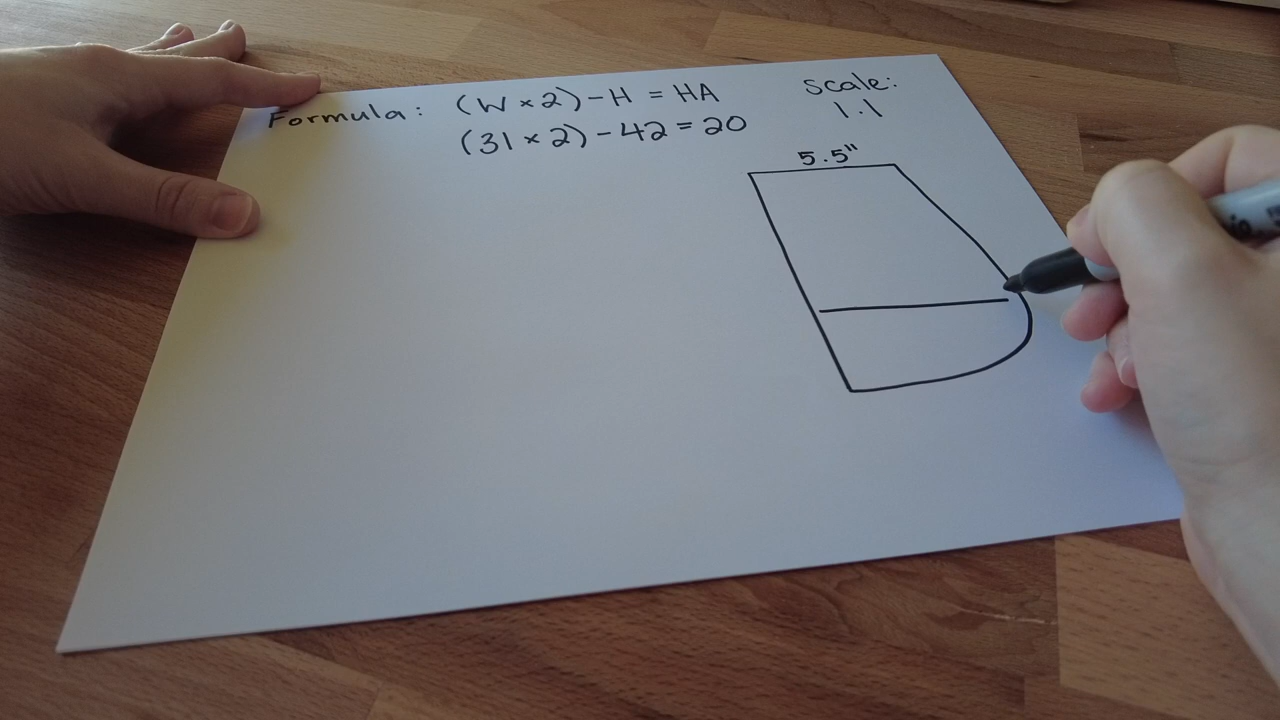 Formula: (W × 2) - H = HA
(31 × 2) - 42 = 20
Scale:
1.1
5.5"